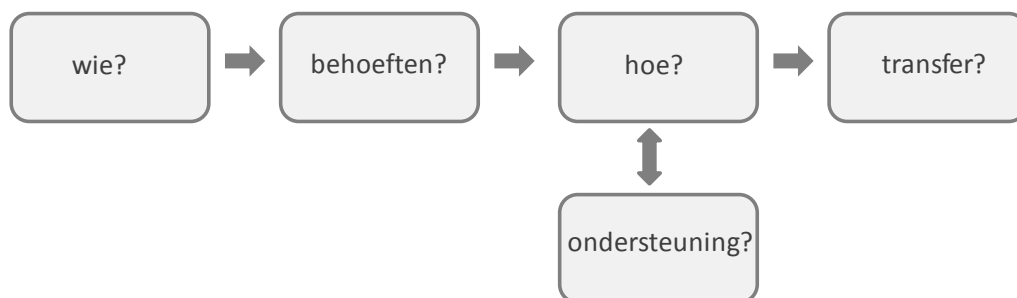 wie?
behoeften?
hoe?
transfer?
ondersteuning?